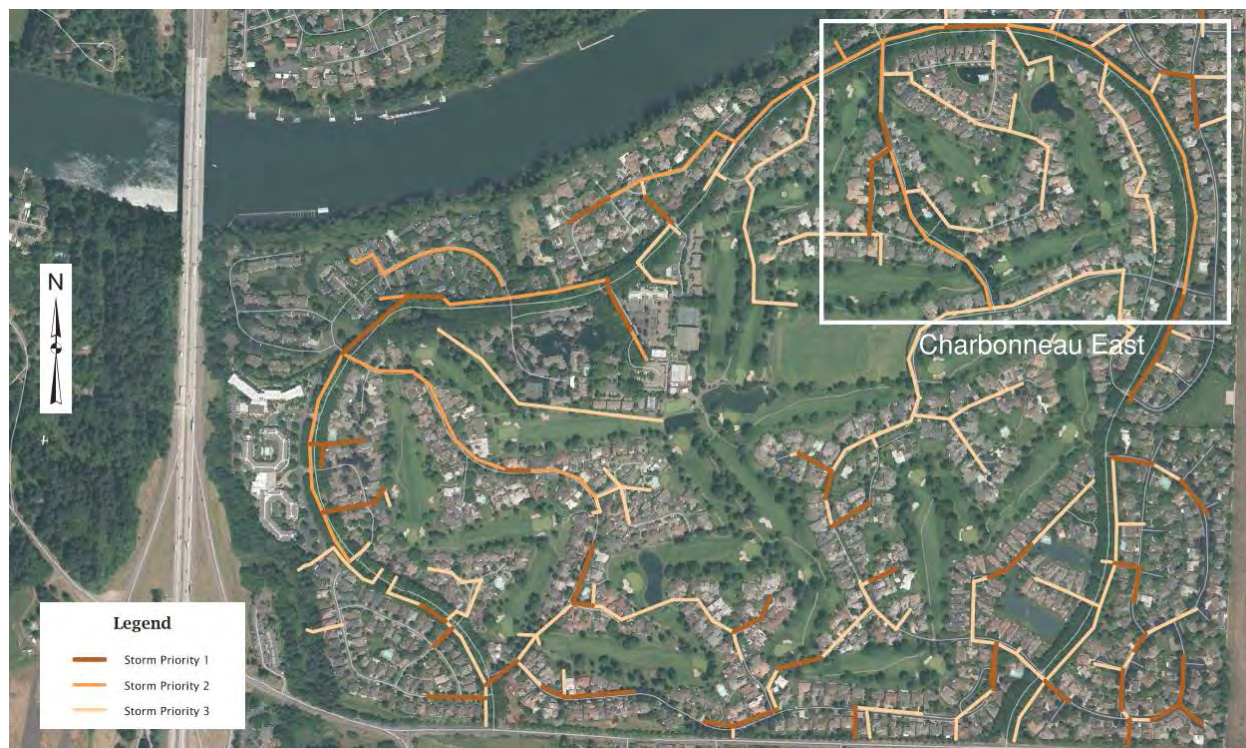 Charbonneau East
N
Legend
Storm Priority 1
Storm Priority 2
Storm Priority 3